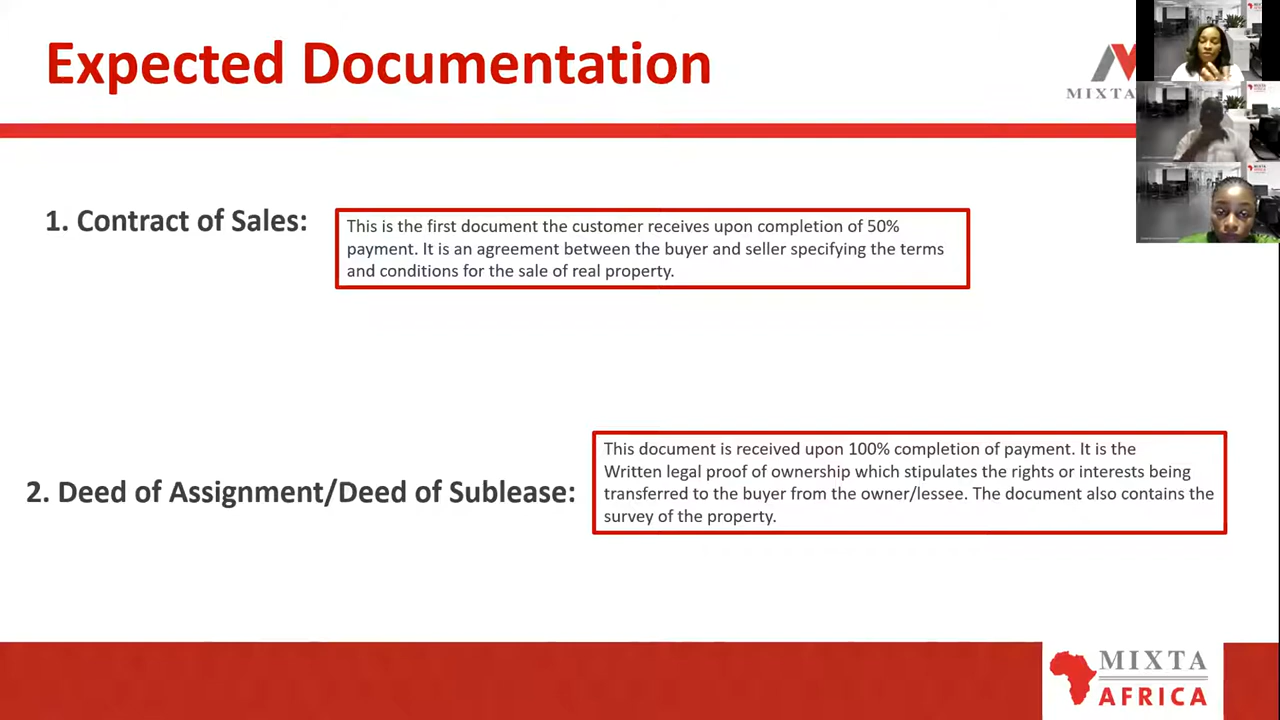 Expected Documentation
MIXTA
1. Contract of Sales:
This is the first document the customer receives upon completion of 50%
payment. It is an agreement between the buyer and seller specifying the terms
and conditions for the sale of real property.
2. Deed of Assignment/Deed of Sublease:
This document is received upon 100% completion of payment. It is the
Written legal proof of ownership which stipulates the rights or interests being
transferred to the buyer from the owner/lessee. The document also contains the
survey of the property.
MIXTA
AFRICA